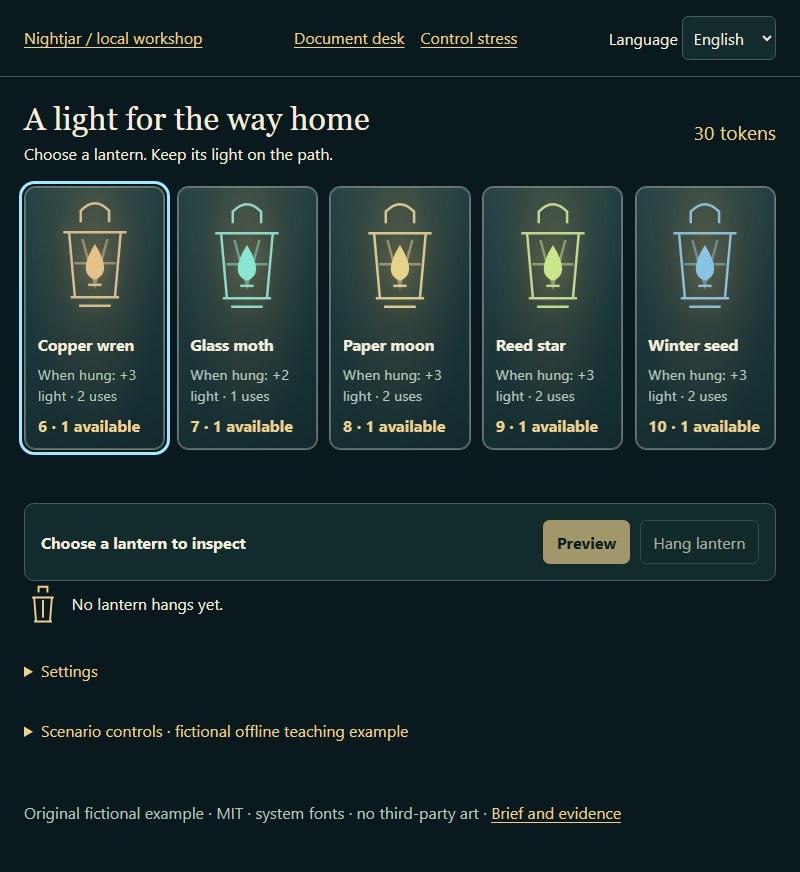 Nightjar / local workshop
Document desk
Control stress
Language
English
A light for the way home
Choose a lantern. Keep its light on the path.
30 tokens
Copper wren
When hung: +3
light · 2 uses
6 · 1 available
Glass moth
When hung: +2
light · 1 uses
7 · 1 available
Paper moon
When hung: +3
light · 2 uses
8 · 1 available
Reed star
When hung: +3
light · 2 uses
9 · 1 available
Winter seed
When hung: +3
light · 2 uses
10 · 1 available
Choose a lantern to inspect
Preview
Hang lantern
No lantern hangs yet.
Settings
Scenario controls · fictional offline teaching example
Original fictional example · MIT · system fonts · no third-party art · Brief and evidence